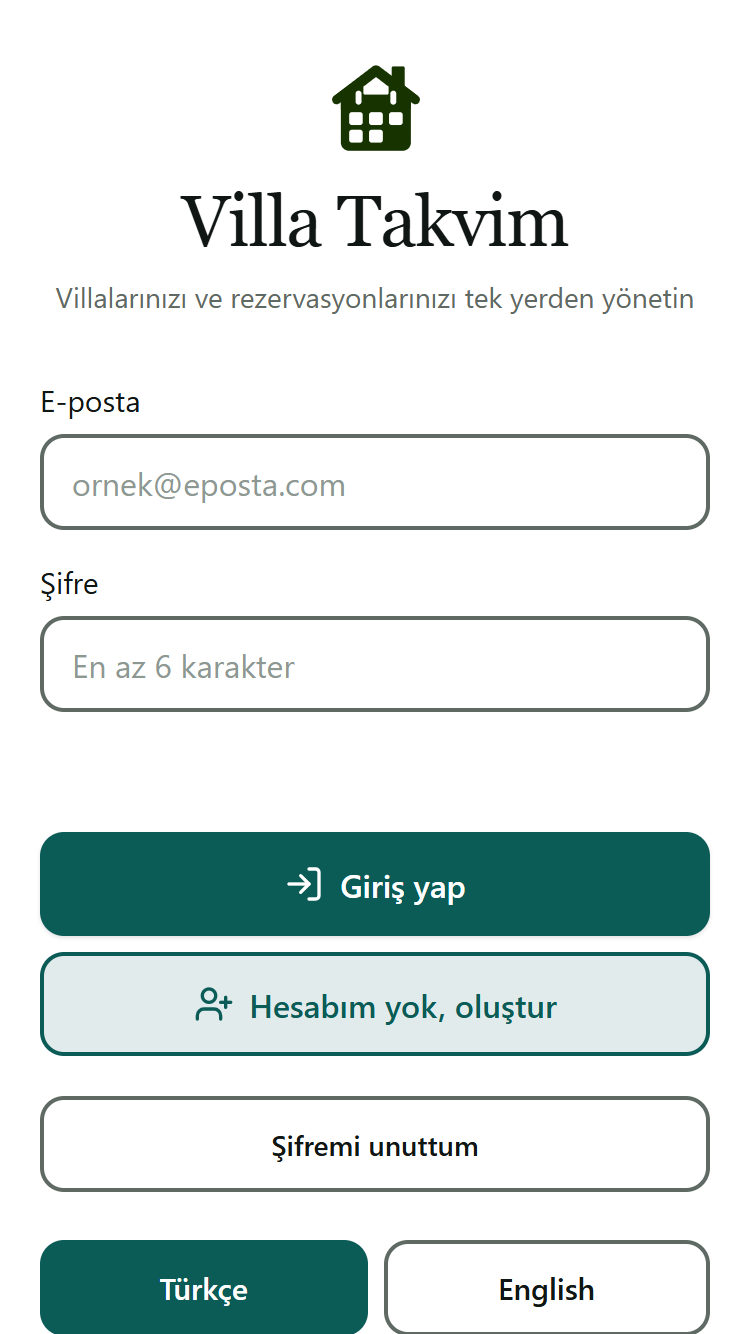 Villa Takvim
Villalarınızı ve rezervasyonlarınızı tek yerden yönetin
E-posta
ornek@eposta.com
Şifre
En az 6 karakter
Giriş yap
Hesabım yok, oluştur
Şifremi unuttum
Türkçe
English